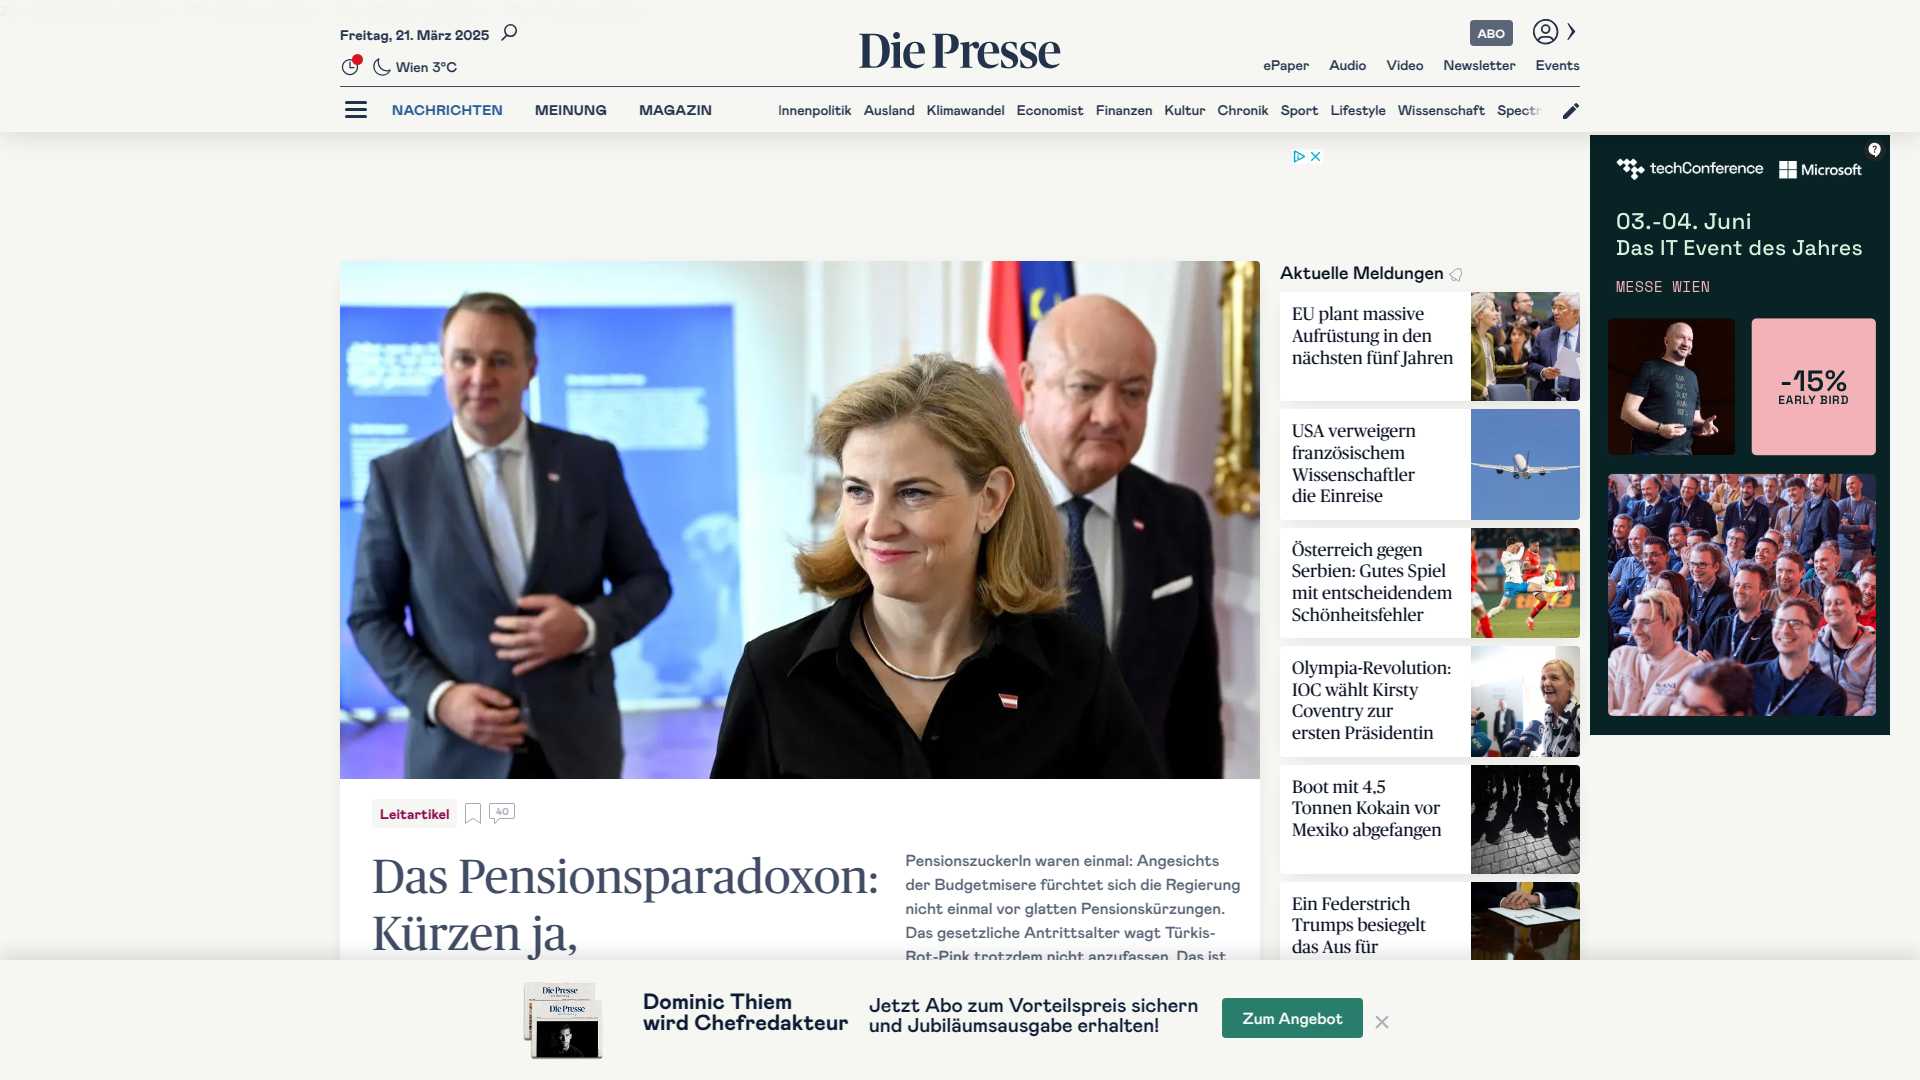 Freitag, 21. März 2025
Wien 3°C
Die Presse
ABO
ePaper Audio Video Newsletter Events
NACHRICHTEN MEINUNG MAGAZIN
Innenpolitik Ausland Klimawandel Economist Finanzen Kultur Chronik Sport Lifestyle Wissenschaft Spectr
Leitartikel
40
Das Pensionsparadoxon:
Kürzen ja,
PensionszuckerIn waren einmal: Angesichts
der Budgetmisere fürchtet sich die Regierung
nicht einmal vor glatten Pensionskürzungen.
Das gesetzliche Antrittsalter wagt Türkis-
Rot-Pink trotzdem nicht anzufassen. Das ist
Aktuelle Meldungen
EU plant massive
Aufrüstung in den
nächsten fünf Jahren
USA verweigern
französischem
Wissenschaftler
die Einreise
Österreich gegen
Serbien: Gutes Spiel
mit entscheidendem
Schönheitsfehler
Olympia-Revolution:
IOC wählt Kirsty
Coventry zur
ersten Präsidentin
Boot mit 4,5
Tonnen Kokain vor
Mexiko abgefangen
Ein Federstrich
Trumps besiegelt
das Aus für
techConference Microsoft
03.-04. Juni
Das IT Event des Jahres
MESSE WIEN
-15%
EARLY BIRD
Die Presse
Die Presse
Dominic Thiem
wird Chefredakteur
Jetzt Abo zum Vorteilspreis sichern
und Jubiläumsausgabe erhalten!
Zum Angebot